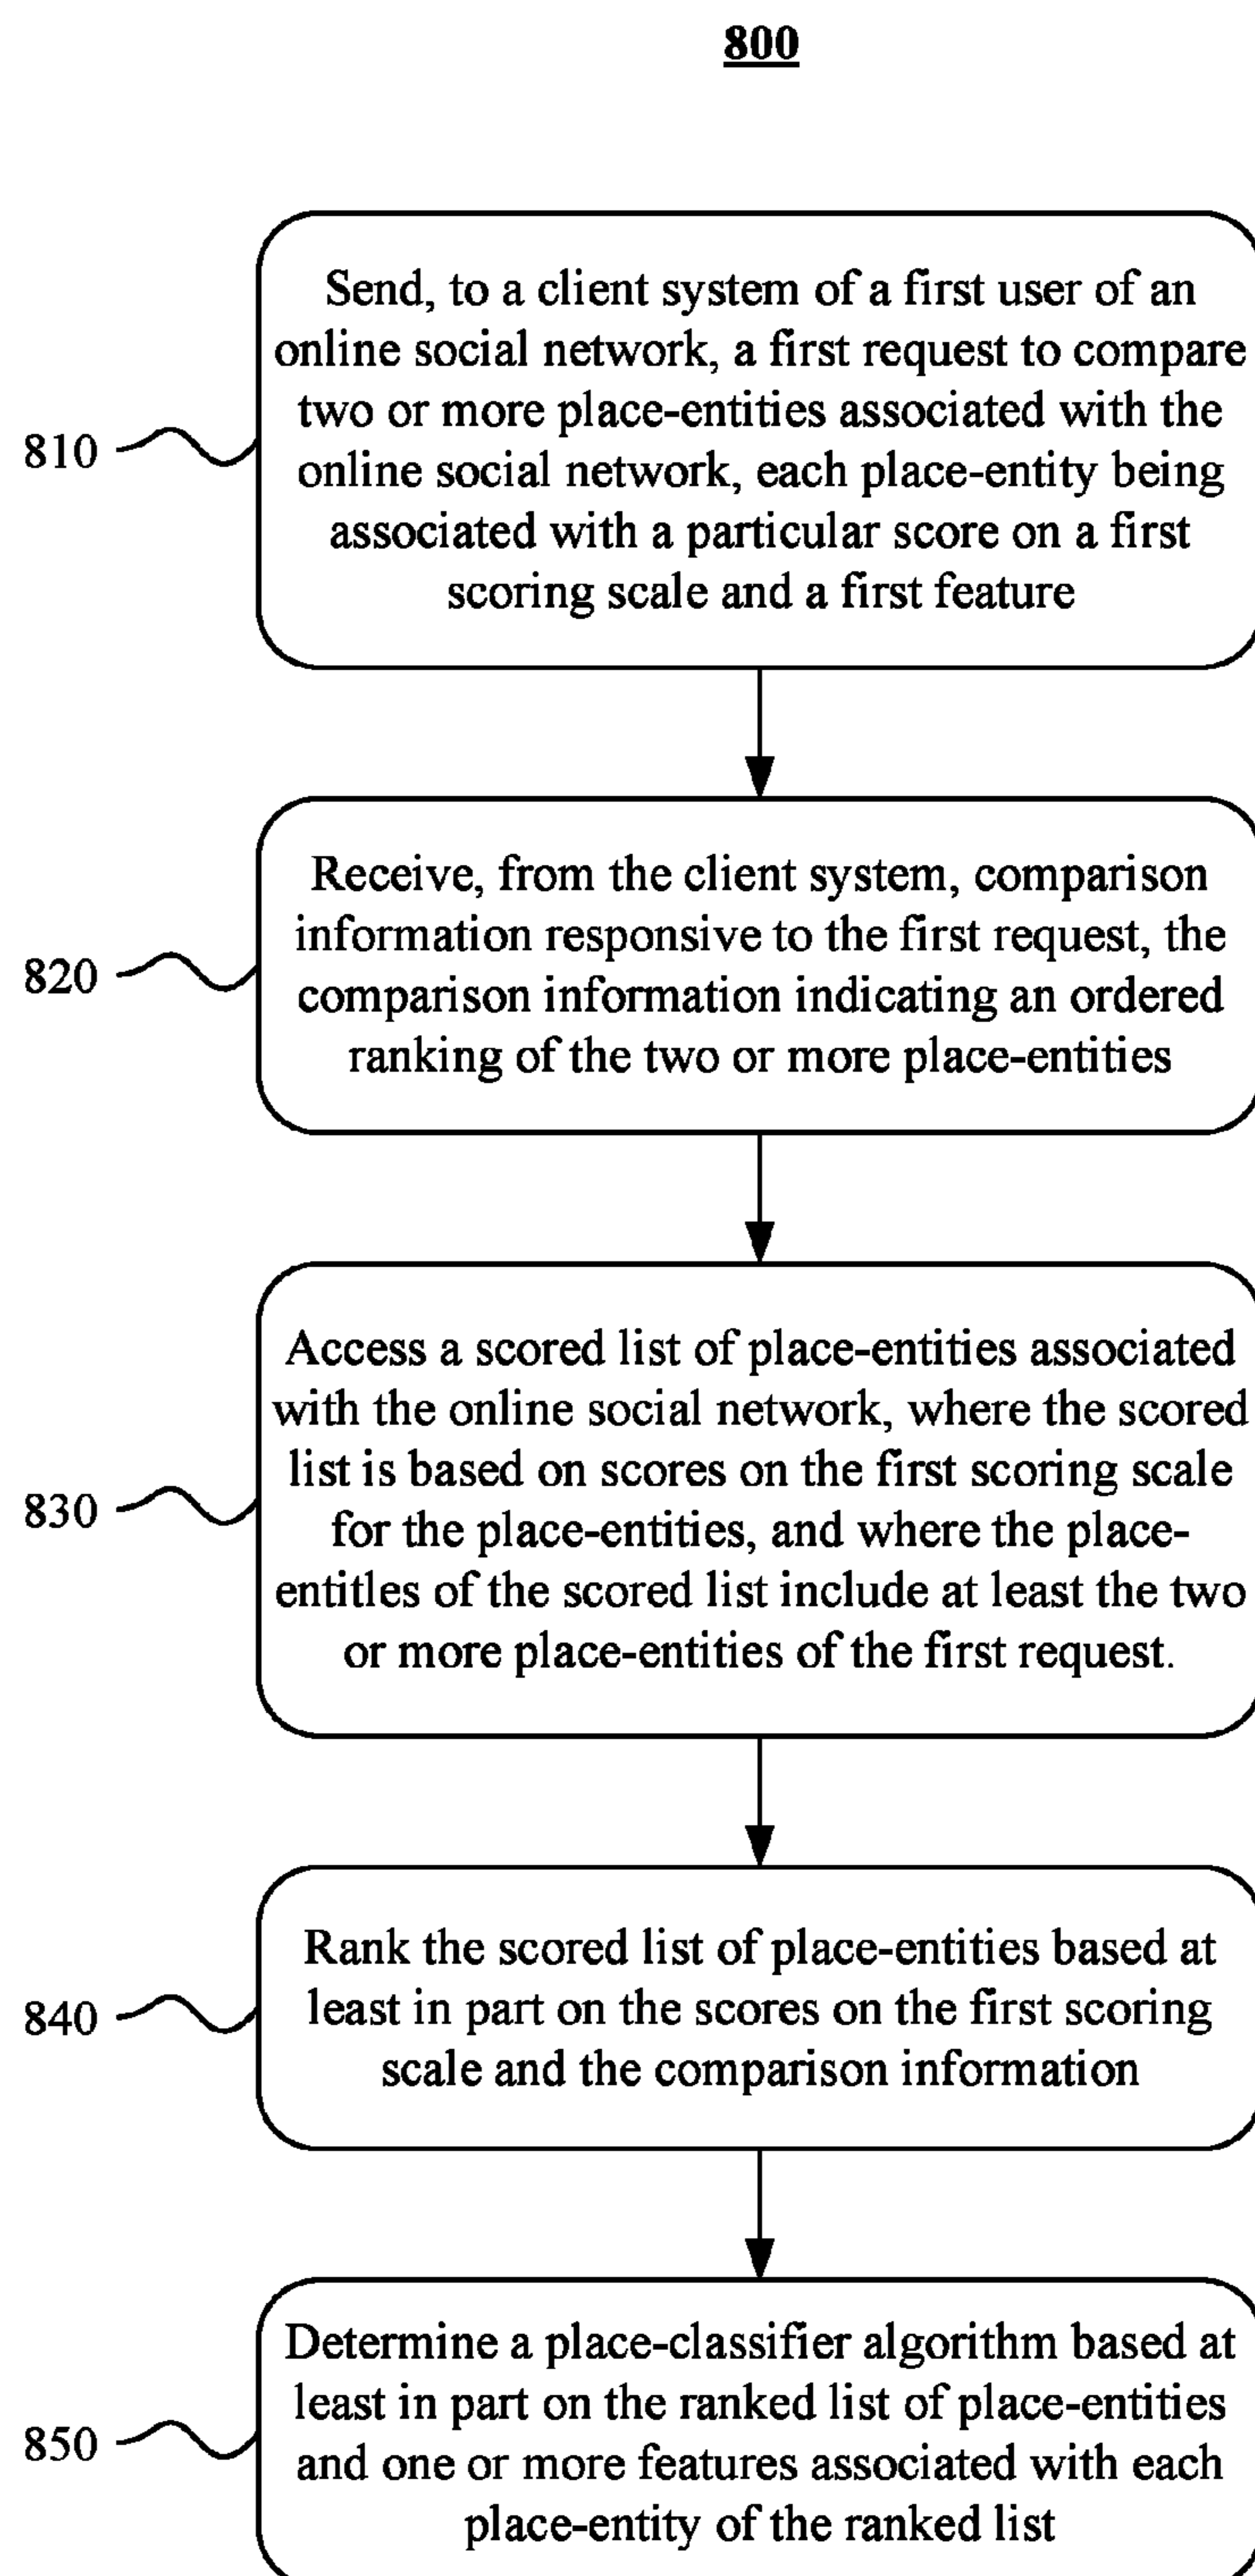 800
Send, to a client system of a first user of an
online social network, a first request to compare
two or more place-entities associated with the
online social network, each place-entity being
associated with a particular score on a first
scoring scale and a first feature
810
Receive, from the client system, comparison
information responsive to the first request, the
comparison information indicating an ordered
ranking of the two or more place-entities
820
Access a scored list of place-entities associated
with the online social network, where the scored
list is based on scores on the first scoring scale
for the place-entities, and where the place-
entitles of the scored list include at least the two
or more place-entities of the first request.
830
Rank the scored list of place-entities based at
least in part on the scores on the first scoring
scale and the comparison information
840
Determine a place-classifier algorithm based at
least in part on the ranked list of place-entities
and one or more features associated with each
place-entity of the ranked list
850